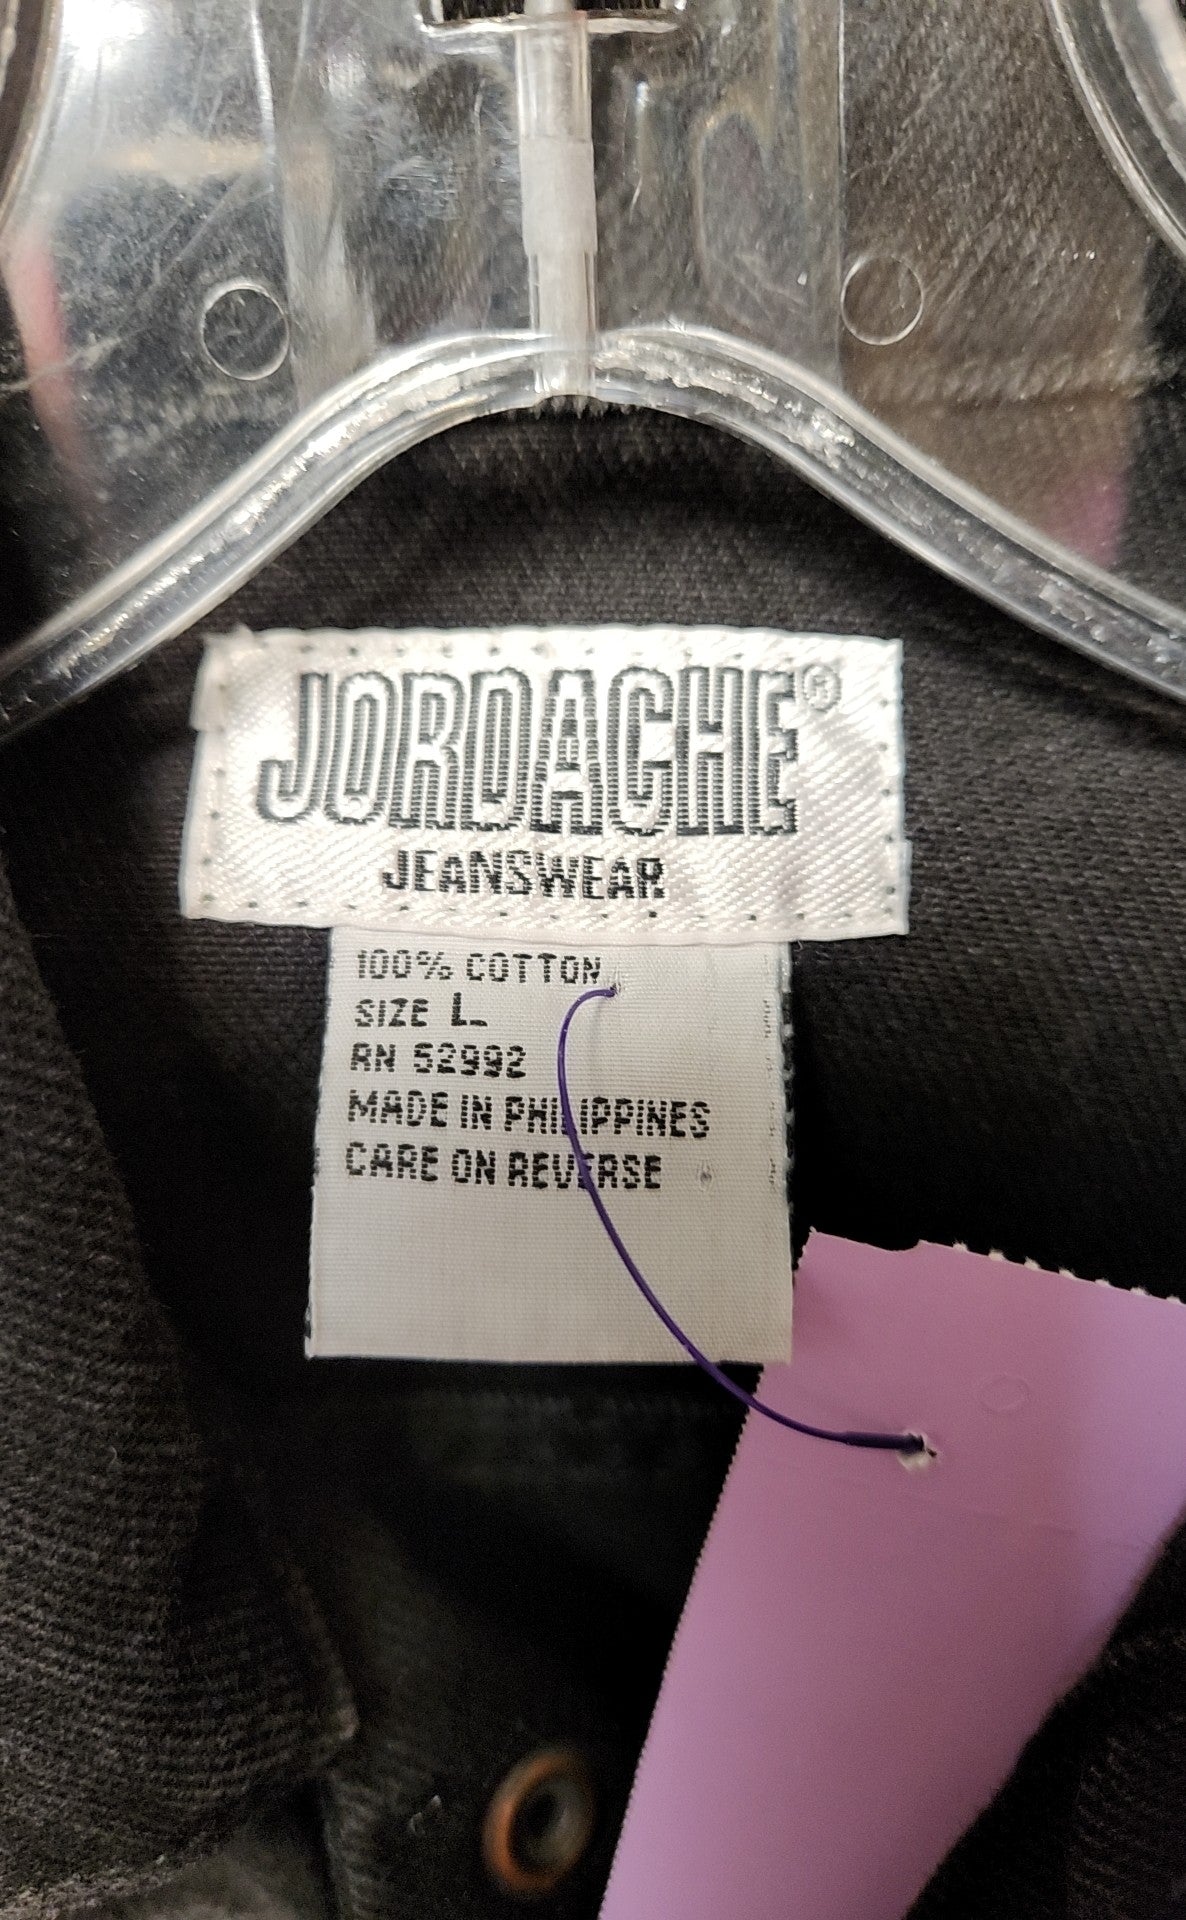 JORDACHE®
JEANSWEAR
100% COTTON
SIZE L
RN 52992
MADE IN PHILIPPINES
CARE ON REVERSE